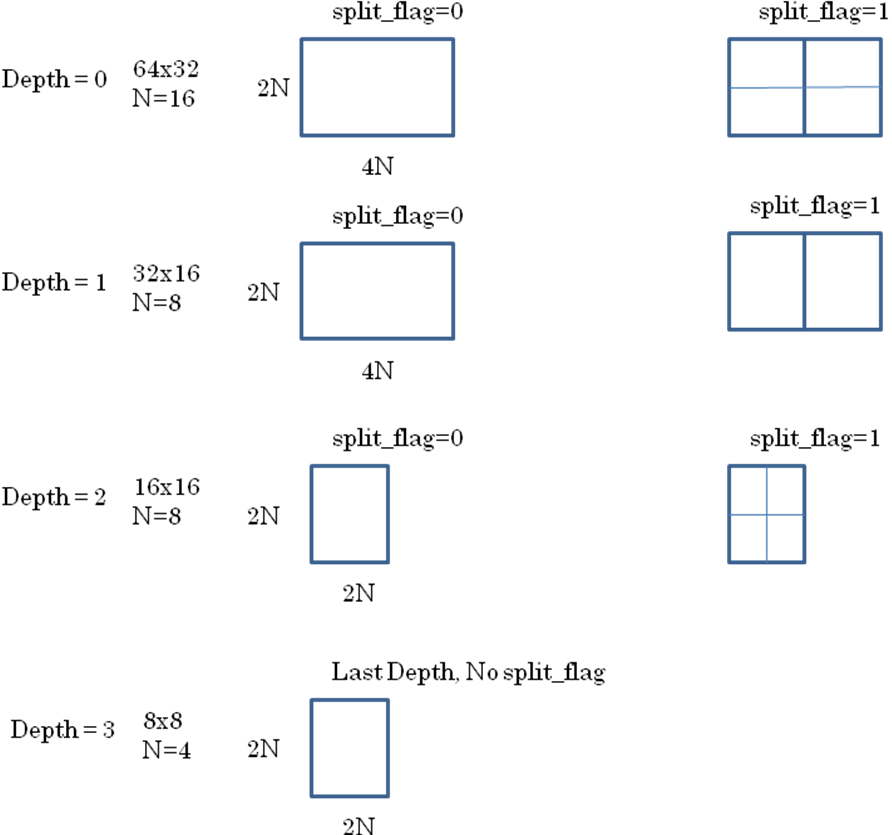 split_flag=0
split_flag=1
Depth = 0
64x32
N=16
2N
4N
split_flag=0
split_flag=1
Depth = 1
32x16
N=8
2N
4N
split_flag=0
split_flag=1
Depth = 2
16x16
N=8
2N
2N
Last Depth, No split_flag
Depth = 3
8x8
N=4
2N
2N